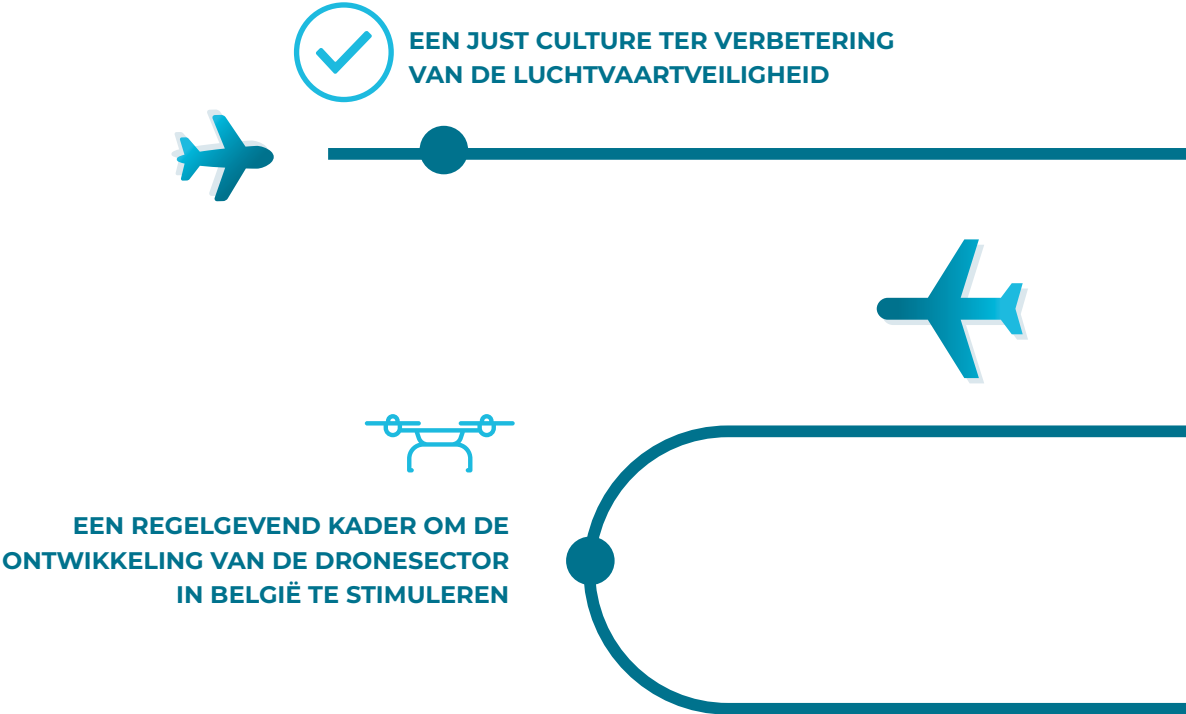 EEN JUST CULTURE TER VERBETERING
VAN DE LUCHTVAARTVEILIGHEID
EEN REGELGEVEND KADER OM DE
ONTWIKKELING VAN DE DRONESECTOR
IN BELGIË TE STIMULEREN